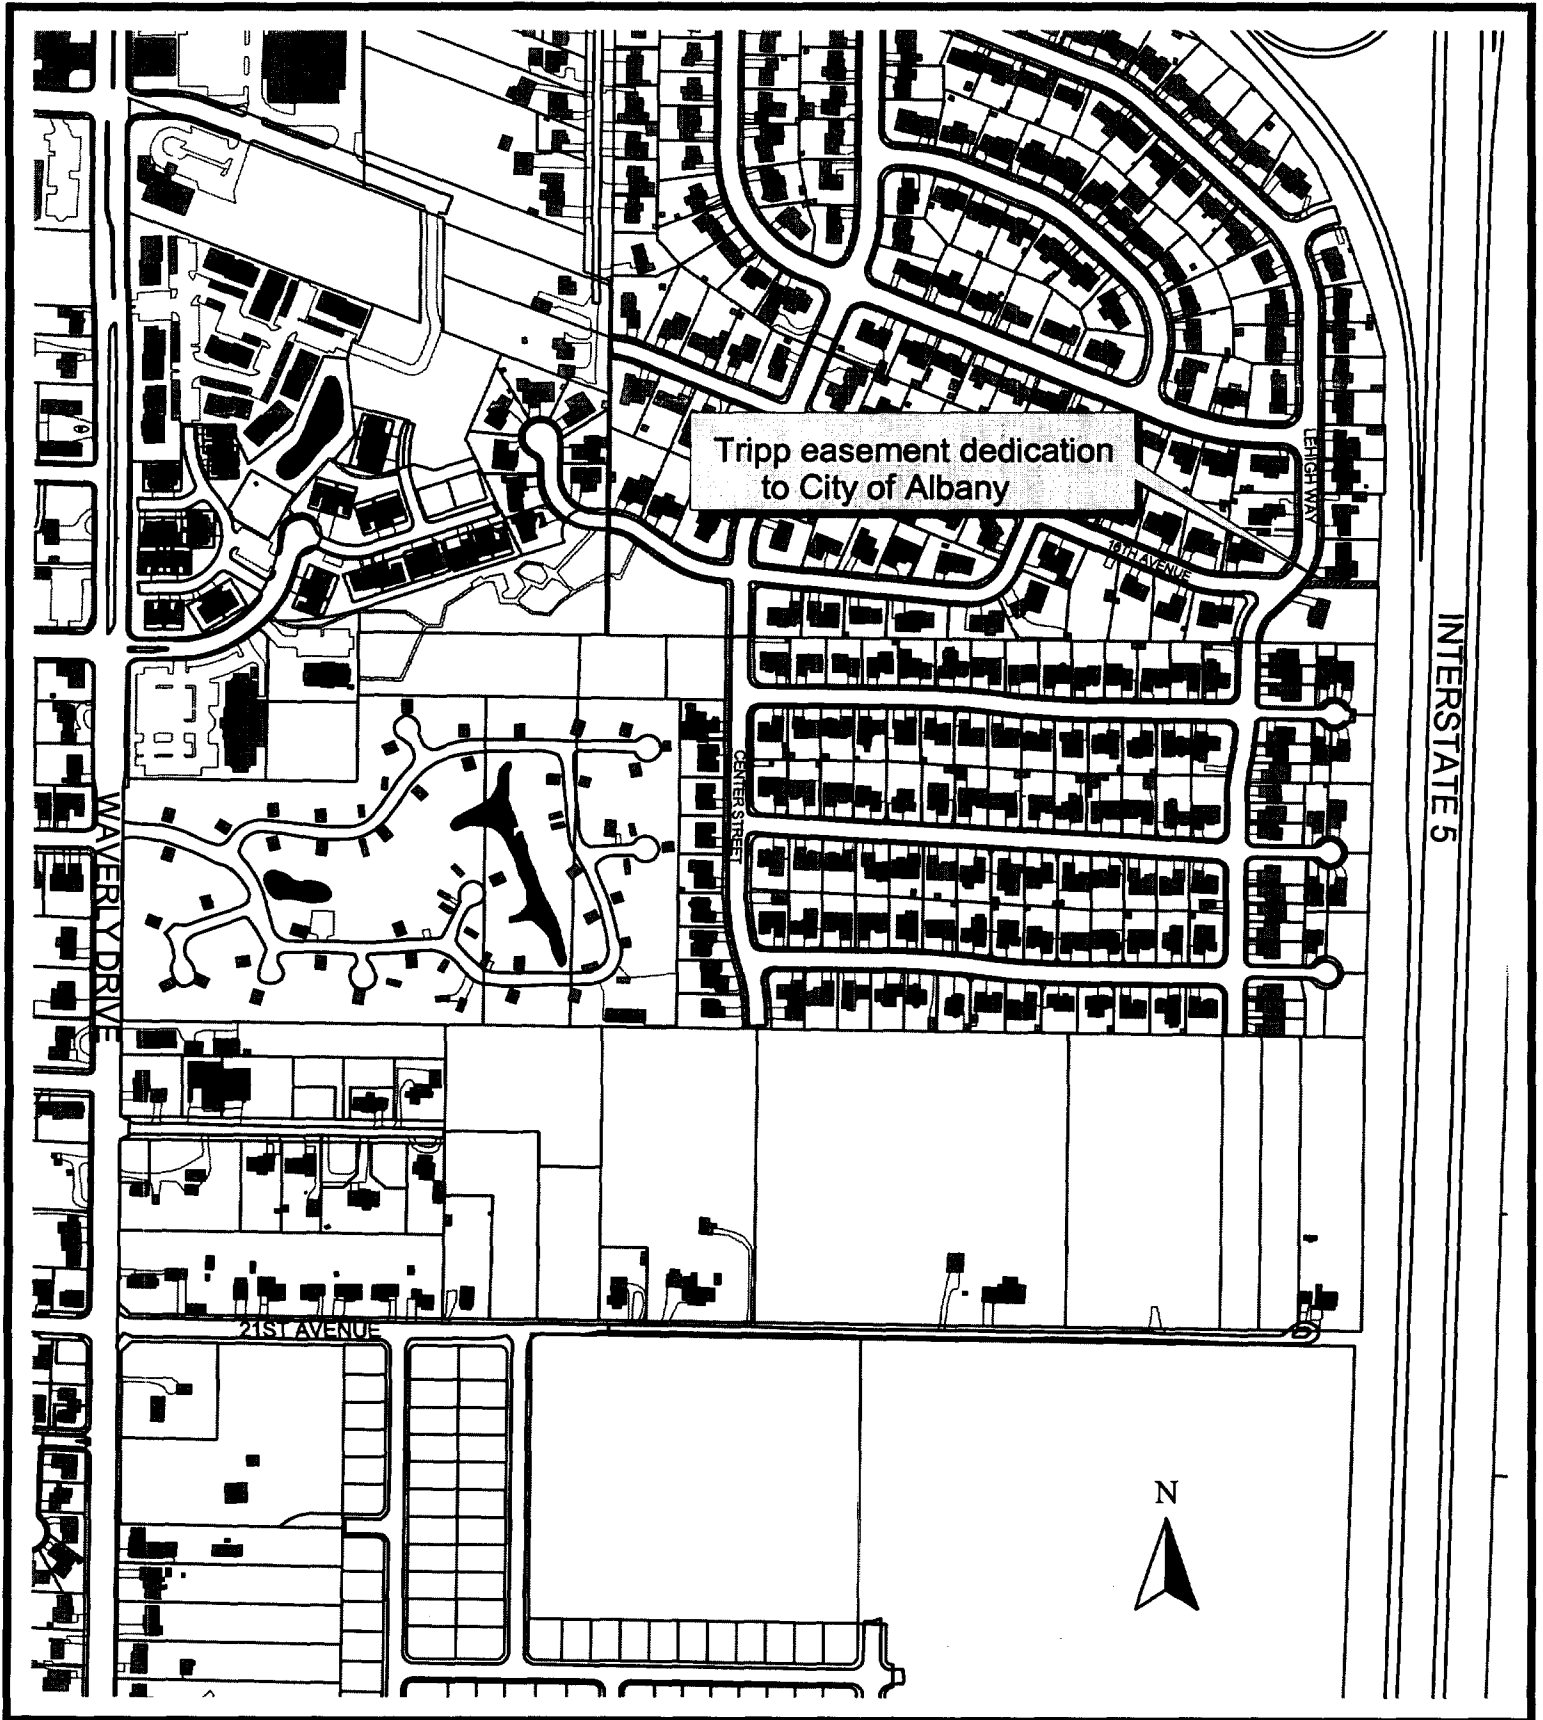 Tripp easement dedication
to City of Albany
LEHIGH WAY
16TH AVENUE
INTERSTATE 5
CENTER STREET
WAVERLY DRIVE
21ST AVENUE
N